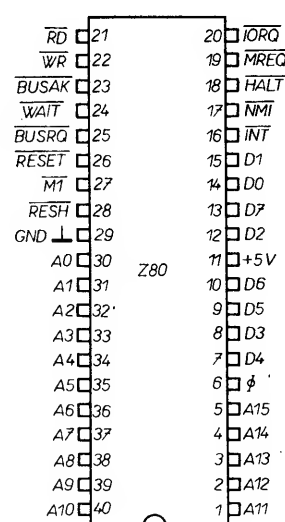 RD 21 20 IORQ
WR 22 19 MREQ
BUSAK 23 18 HALT
WAIT 24 17 NMI
BUSRQ 25 16 INT
RESET 26 15 D1
M1 27 14 D0
RESH 28 13 D7
GND ⊥ 29 12 D2
A0 30 Z80 11 +5V
A1 31 10 D6
A2 32 9 D5
A3 33 8 D3
A4 34 7 D4
A5 35 6 ϕ
A6 36 5 A15
A7 37 4 A14
A8 38 3 A13
A9 39 2 A12
A10 40 1 A11